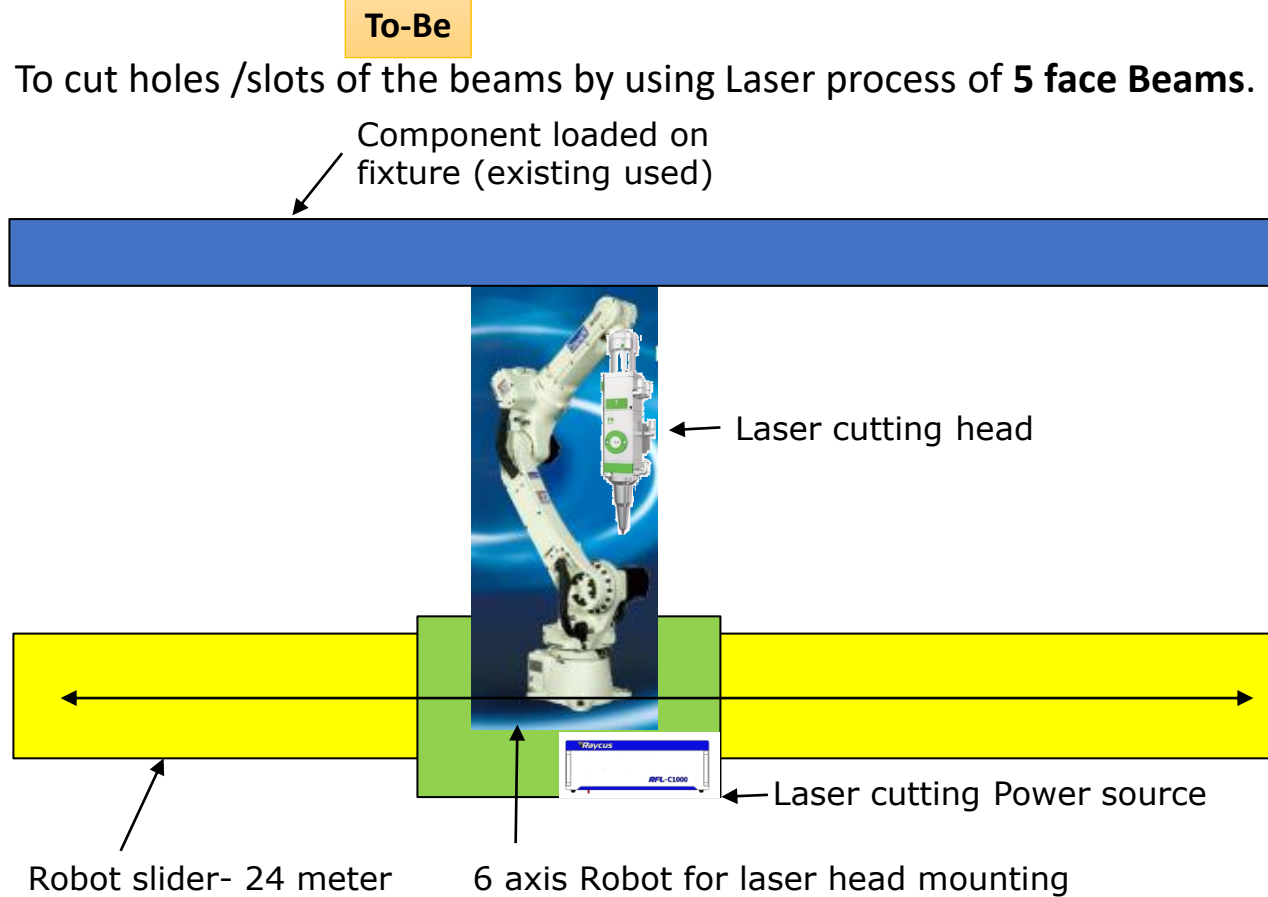 To-Be
To cut holes /slots of the beams by using Laser process of 5 face Beams.
Component loaded on
fixture (existing used)
Laser cutting head
Raycus
RFL-C1000
Laser cutting Power source
Robot slider- 24 meter
6 axis Robot for laser head mounting